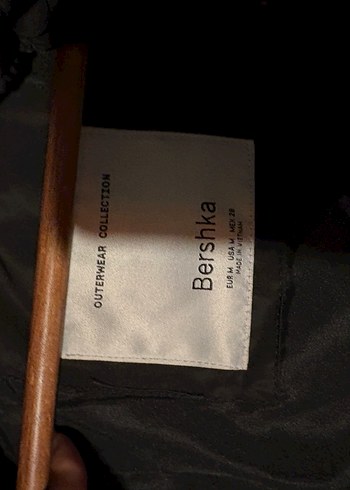 OUTERWEAR COLLECTION
Bershka
EUR M USA M MEX 28
MADE IN VIETNAM